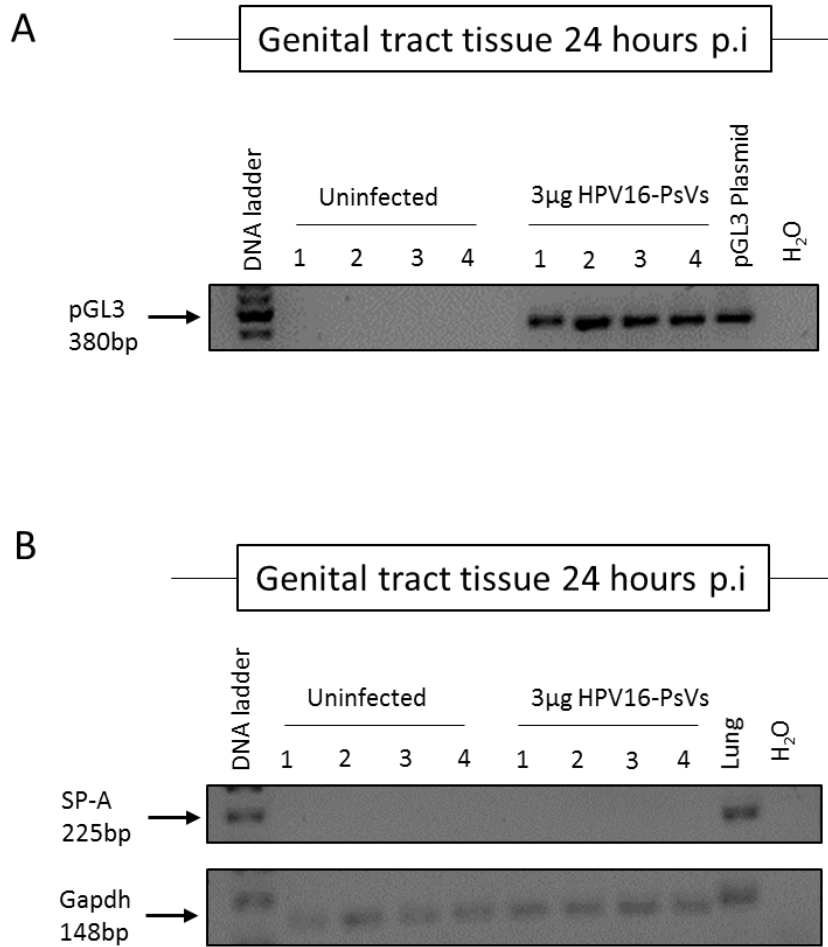 A
Genital tract tissue 24 hours p.i
DNA ladder
Uninfected
3µg HPV16-PsVs
pGL3 Plasmid
H₂O
1 2 3 4 1 2 3 4
pGL3
380bp
B
Genital tract tissue 24 hours p.i
DNA ladder
Uninfected
3µg HPV16-PsVs
Lung
H₂O
1 2 3 4 1 2 3 4
SP-A
225bp
Gapdh
148bp